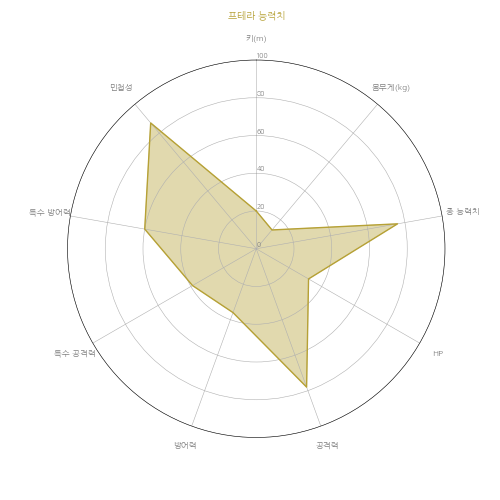 프테라 능력치
키(m)
100
민첩성
몸무게(kg)
80
60
40
특수 방어력
20
총 능력치
0
특수 공격력
HP
방어력
공격력